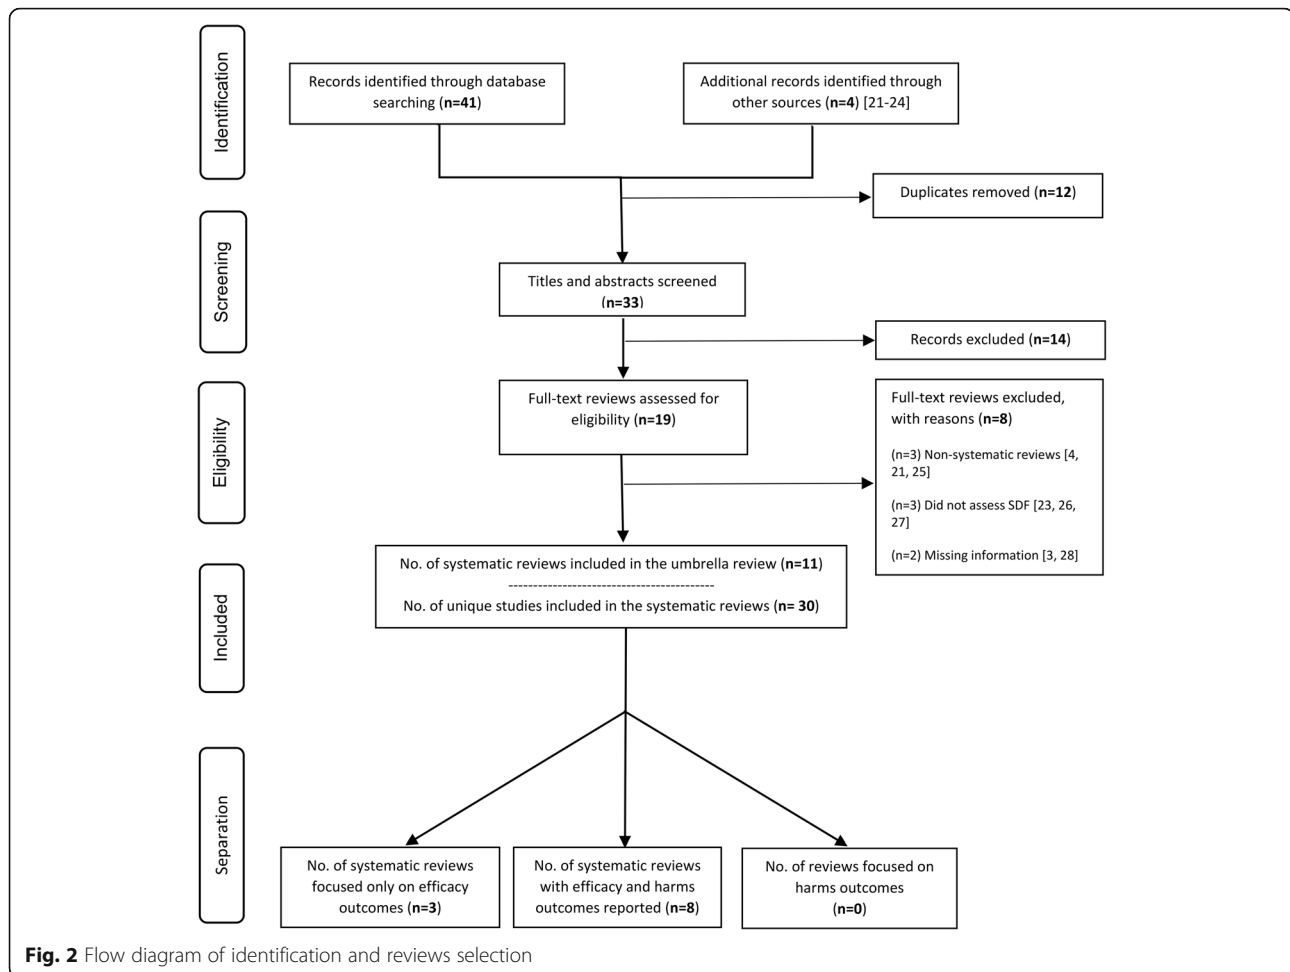 Identification
Records identified through database
searching (n=41)
Additional records identified through
other sources (n=4) [21-24]
Duplicates removed (n=12)
Screening
Titles and abstracts screened
(n=33)
Records excluded (n=14)
Eligibility
Full-text reviews assessed for
eligibility (n=19)
Full-text reviews excluded,
with reasons (n=8)
(n=3) Non-systematic reviews [4,
21, 25]
(n=3) Did not assess SDF [23, 26,
27]
(n=2) Missing information [3, 28]
Included
No. of systematic reviews included in the umbrella review (n=11)
------------------------------------------
No. of unique studies included in the systematic reviews (n= 30)
Separation
No. of systematic reviews
focused only on efficacy
outcomes (n=3)
No. of systematic reviews
with efficacy and harms
outcomes reported (n=8)
No. of reviews focused on
harms outcomes
(n=0)
Fig. 2 Flow diagram of identification and reviews selection